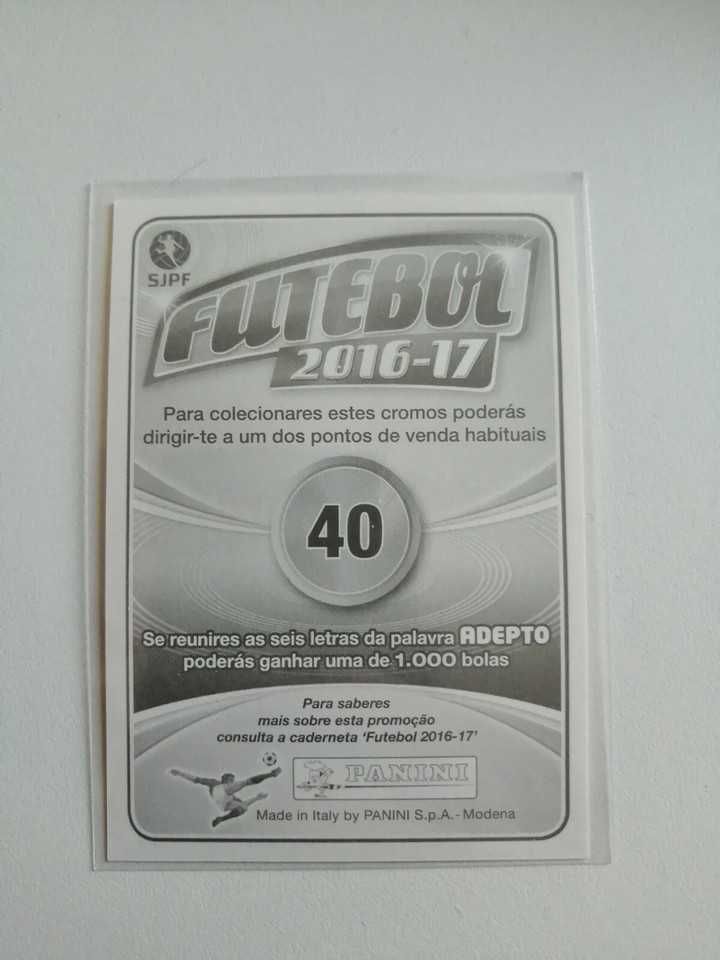 SJPF
FUTEBOL
2016-17
Para colecionares estes cromos poderás
dirigir-te a um dos pontos de venda habituais
40
Se reunires as seis letras da palavra ADEPTO
poderás ganhar uma de 1.000 bolas
Para saberes
mais sobre esta promoção
consulta a caderneta ‘Futebol 2016-17’
PANINI
Made in Italy by PANINI S.p.A. - Modena